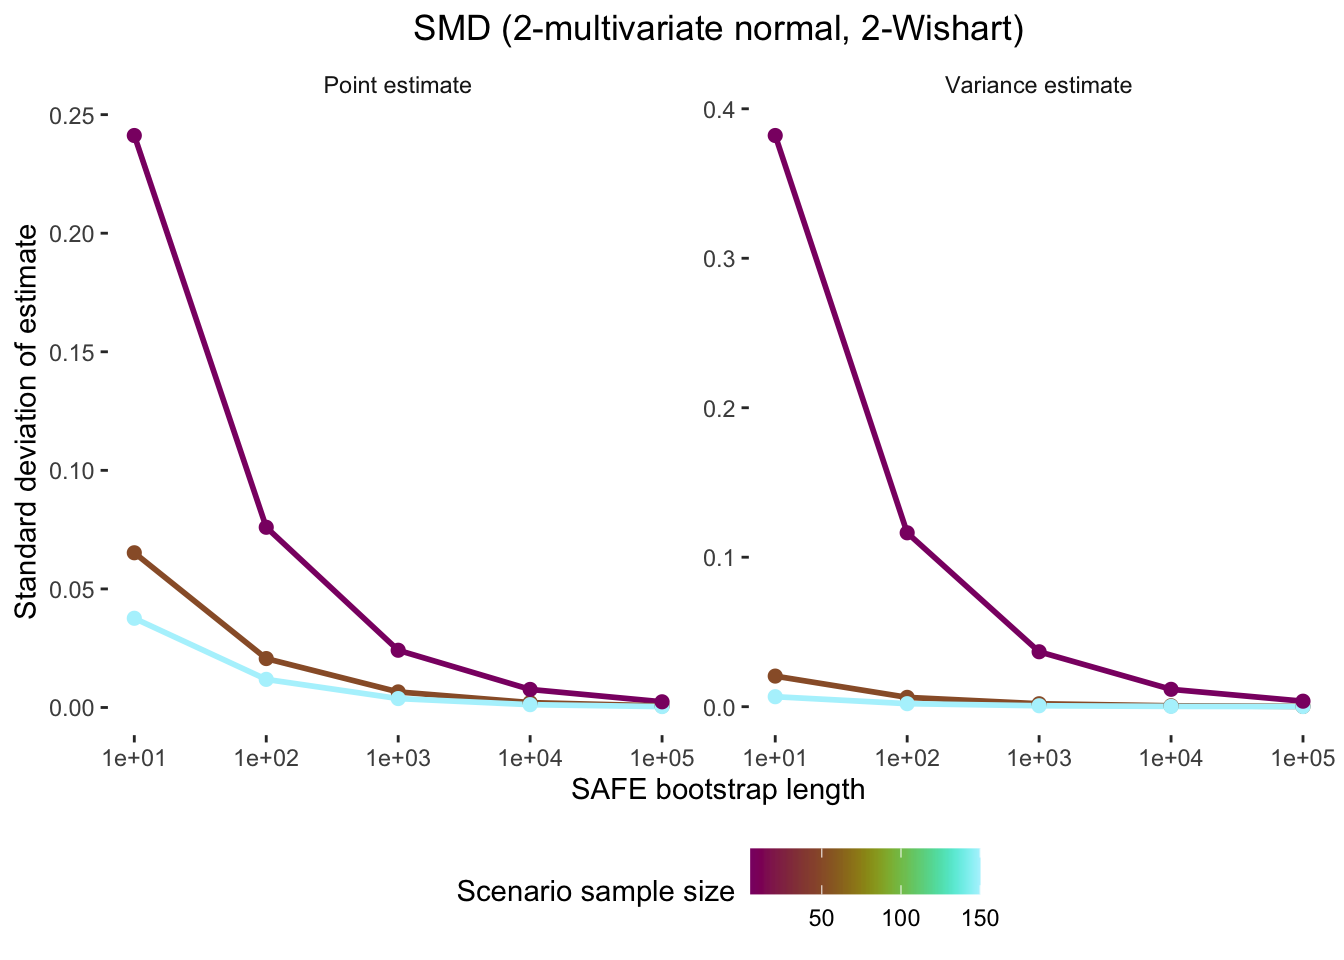 SMD (2-multivariate normal, 2-Wishart)
Point estimate
Variance estimate
Standard deviation of estimate
0.25
0.20
0.15
0.10
0.05
0.00
0.4
0.3
0.2
0.1
0.0
1e+01 1e+02 1e+03 1e+04 1e+05
1e+01 1e+02 1e+03 1e+04 1e+05
SAFE bootstrap length
Scenario sample size
50 100 150